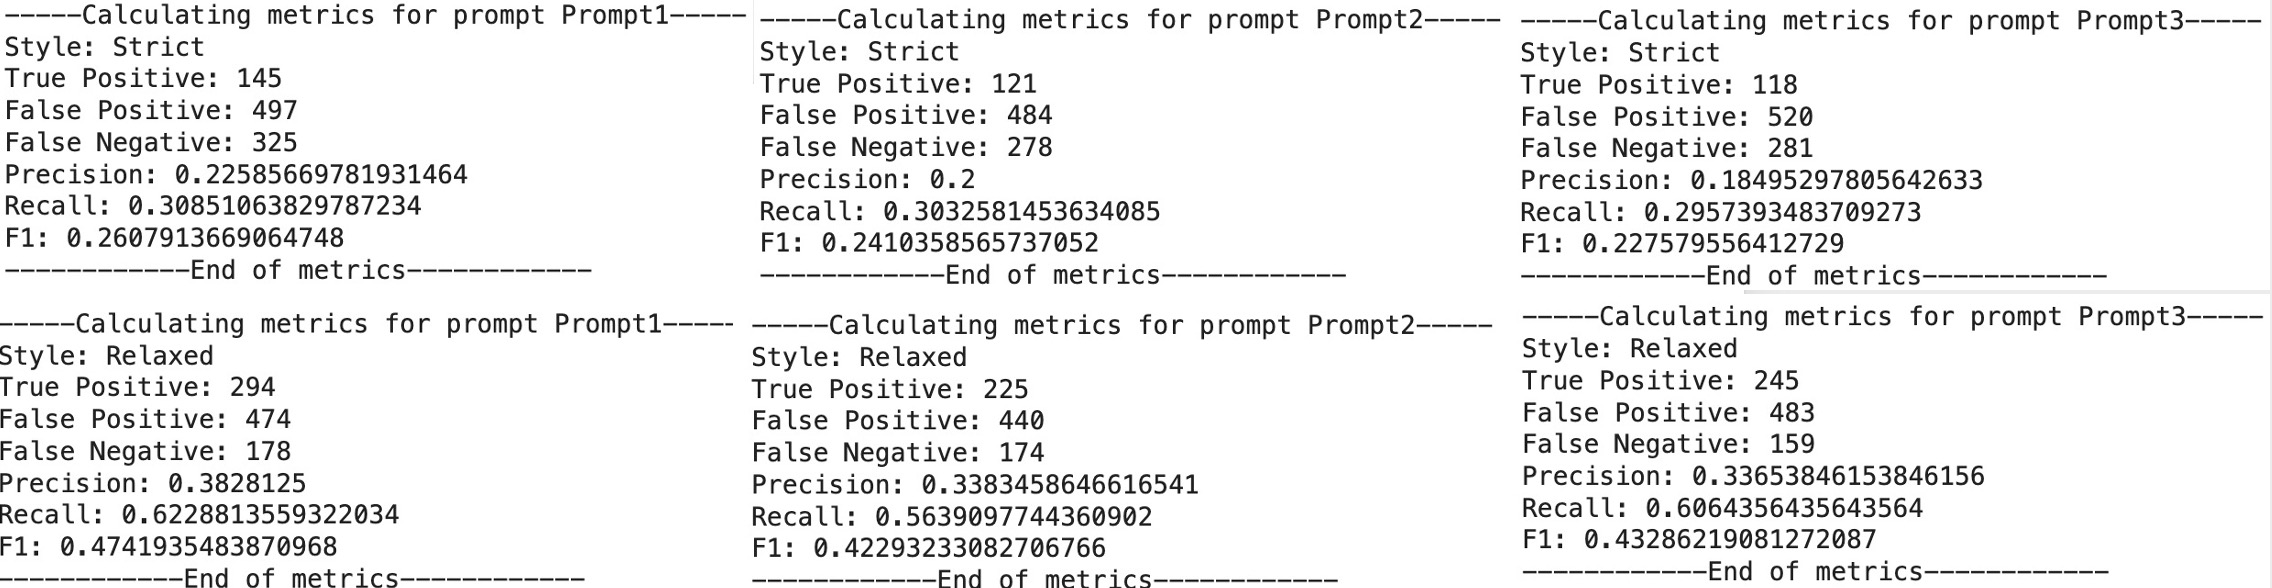 -----Calculating metrics for prompt Prompt1-----
Style: Strict
True Positive: 145
False Positive: 497
False Negative: 325
Precision: 0.22585669781931464
Recall: 0.30851063829787234
F1: 0.2607913669064748
------------End of metrics------------
-----Calculating metrics for prompt Prompt2-----
Style: Strict
True Positive: 121
False Positive: 484
False Negative: 278
Precision: 0.2
Recall: 0.3032581453634085
F1: 0.2410358565737052
------------End of metrics------------
-----Calculating metrics for prompt Prompt3-----
Style: Strict
True Positive: 118
False Positive: 520
False Negative: 281
Precision: 0.18495297805642633
Recall: 0.2957393483709273
F1: 0.227579556412729
------------End of metrics------------
-----Calculating metrics for prompt Prompt1-----
Style: Relaxed
True Positive: 294
False Positive: 474
False Negative: 178
Precision: 0.3828125
Recall: 0.6228813559322034
F1: 0.4741935483870968
------------End of metrics------------
-----Calculating metrics for prompt Prompt2-----
Style: Relaxed
True Positive: 225
False Positive: 440
False Negative: 174
Precision: 0.3383458646616541
Recall: 0.5639097744360902
F1: 0.42293233082706766
------------End of metrics------------
-----Calculating metrics for prompt Prompt3-----
Style: Relaxed
True Positive: 245
False Positive: 483
False Negative: 159
Precision: 0.33653846153846156
Recall: 0.6064356435643564
F1: 0.43286219081272087
------------End of metrics------------